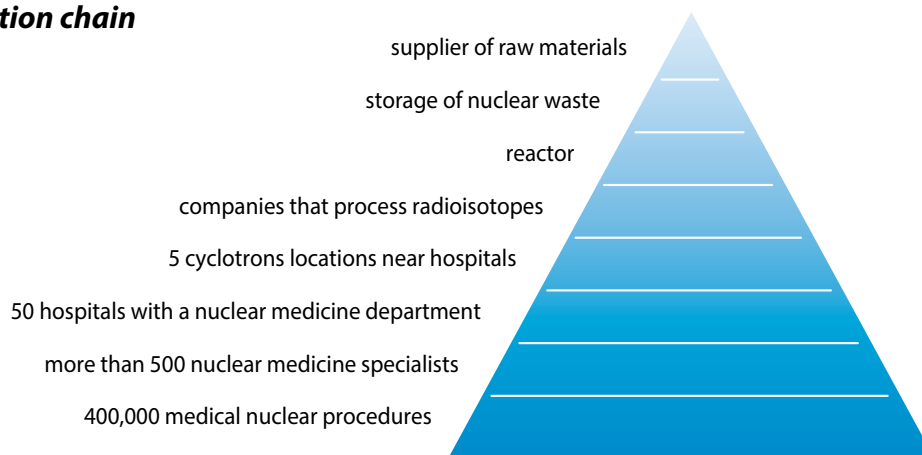 tion chain
supplier of raw materials
storage of nuclear waste
reactor
companies that process radioisotopes
5 cyclotrons locations near hospitals
50 hospitals with a nuclear medicine department
more than 500 nuclear medicine specialists
400,000 medical nuclear procedures